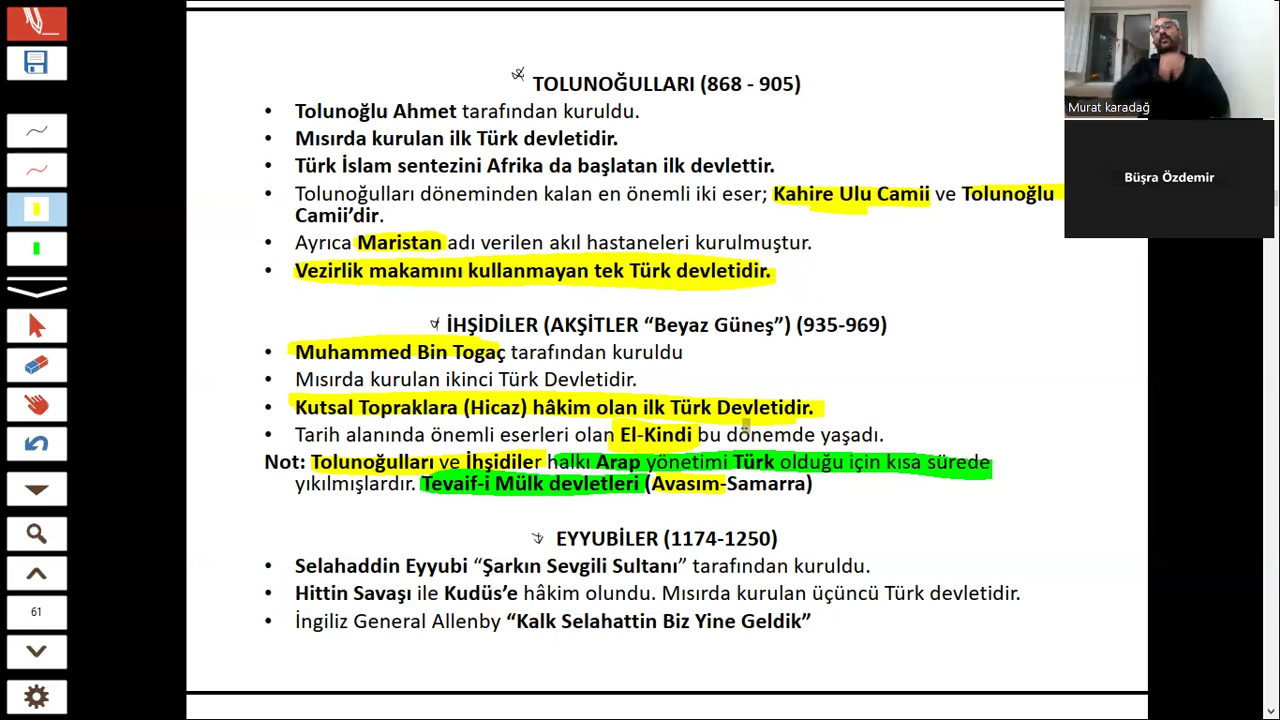 TOLUNOĞULLARI (868 - 905)
• Tolunoğlu Ahmet tarafından kuruldu.
• Mısırda kurulan ilk Türk devletidir.
• Türk İslam sentezini Afrika da başlatan ilk devlettir.
• Tolunoğulları döneminden kalan en önemli iki eser; Kahire Ulu Camii ve Tolunoğlu
Camii’dir.
• Ayrıca Maristan adı verilen akıl hastaneleri kurulmuştur.
• Vezirlik makamını kullanmayan tek Türk devletidir.
İHŞİDİLER (AKŞİTLER “Beyaz Güneş”) (935-969)
• Muhammed Bin Togaç tarafından kuruldu
• Mısırda kurulan ikinci Türk Devletidir.
• Kutsal Topraklara (Hicaz) hâkim olan ilk Türk Devletidir.
• Tarih alanında önemli eserleri olan El-Kindi bu dönemde yaşadı.
Not: Tolunoğulları ve İhşidiler halkı Arap yönetimi Türk olduğu için kısa sürede
yıkılmışlardır. Tevaif-i Mülk devletleri (Avasım-Samarra)
EYYUBİLER (1174-1250)
• Selahaddin Eyyubi “Şarkın Sevgili Sultanı” tarafından kuruldu.
• Hittin Savaşı ile Kudüs’e hâkim olundu. Mısırda kurulan üçüncü Türk devletidir.
• İngiliz General Allenby “Kalk Selahattin Biz Yine Geldik”
Murat karadağ
Büşra Özdemir
61